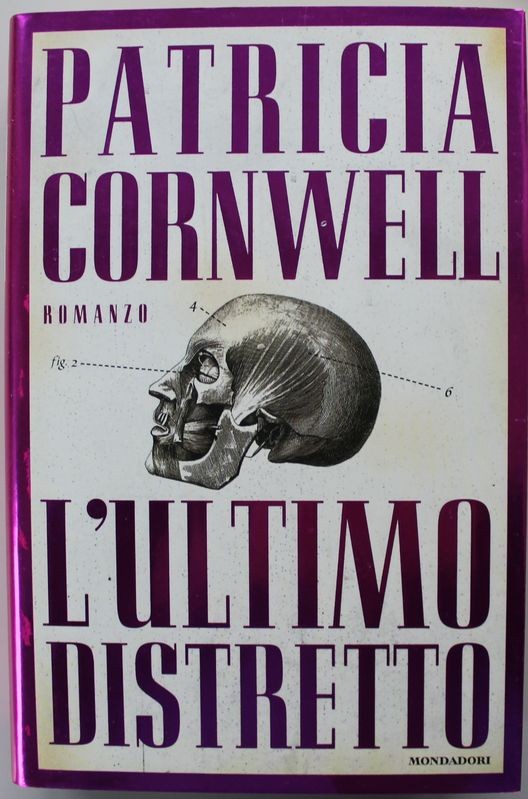 PATRICIA
CORNWELL
ROMANZO
4
fig. 2
6
L'ULTIMO
DISTRETTO
MONDADORI